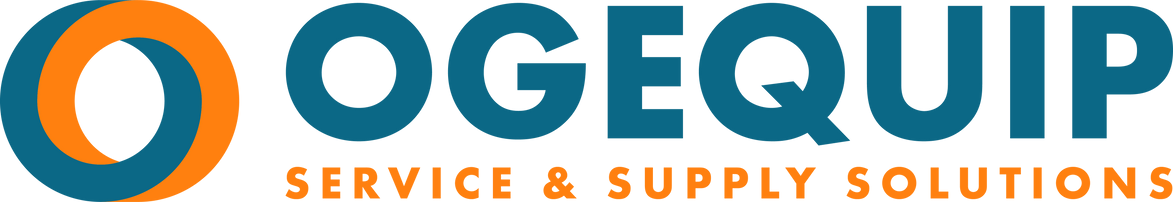 OGEQUIP
SERVICE & SUPPLY SOLUTIONS